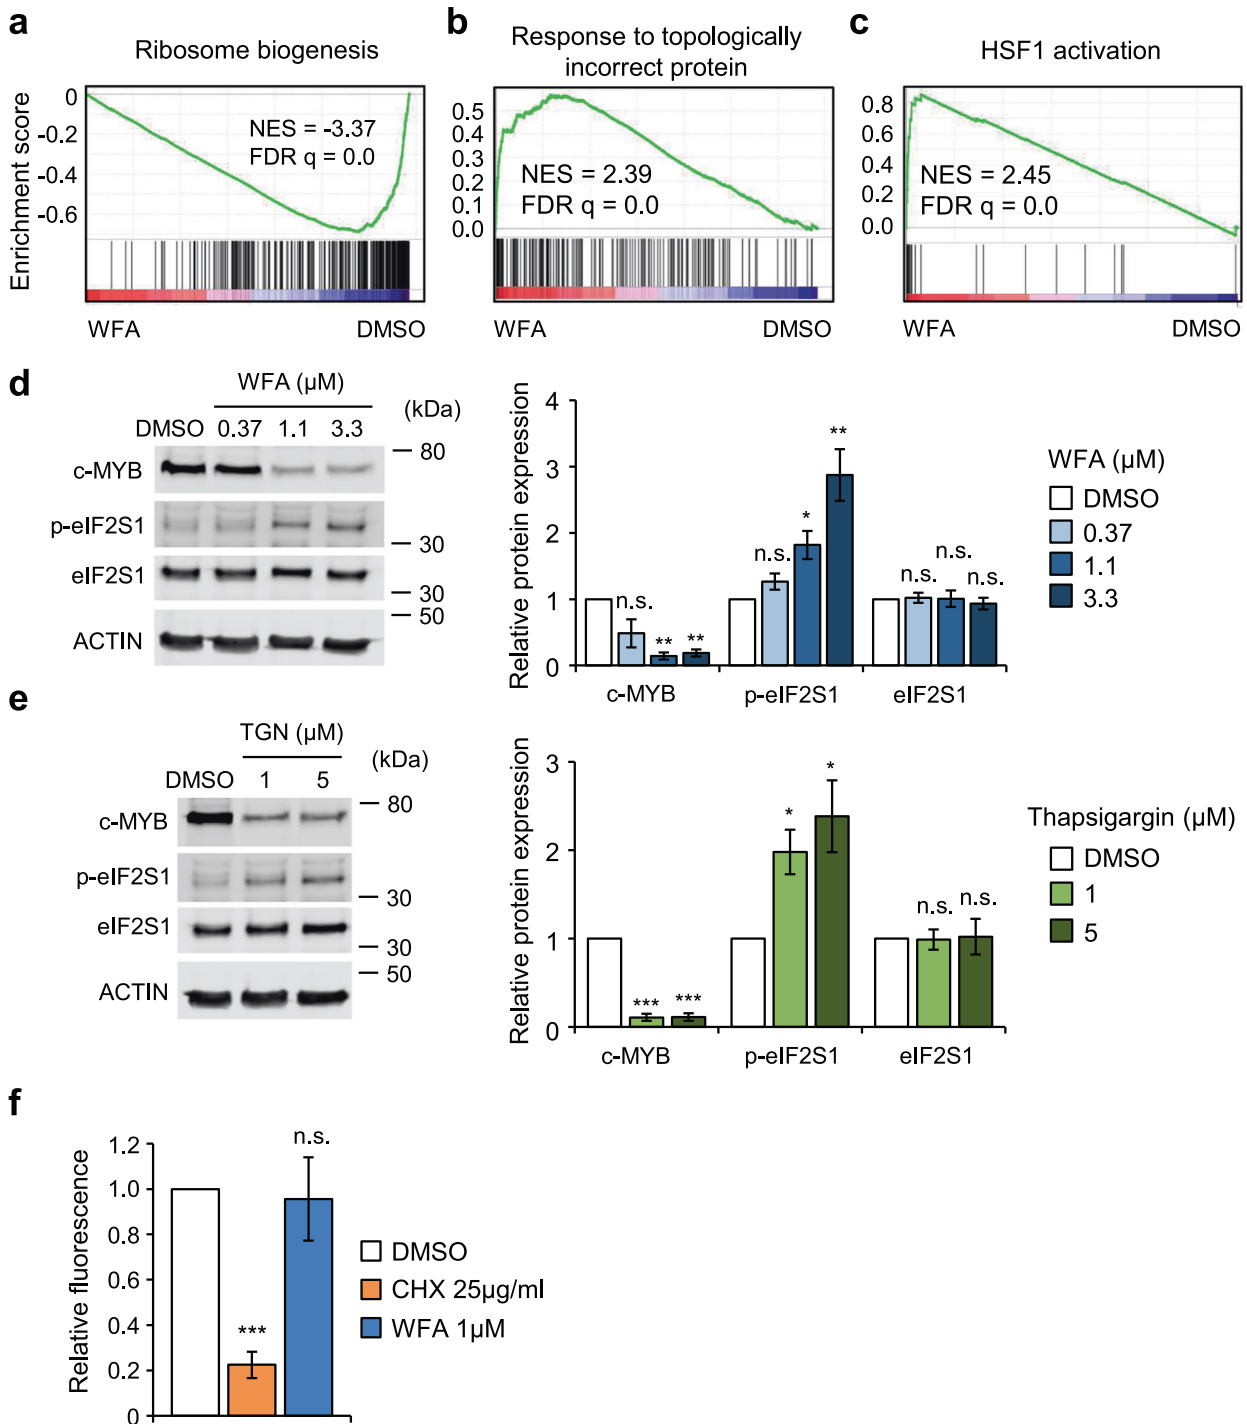 a
Ribosome biogenesis
Enrichment score
0
-0.2
-0.4
-0.6
NES = -3.37
FDR q = 0.0
WFA
DMSO
b
Response to topologically
incorrect protein
0.5
0.4
0.3
0.2
0.1
0.0
NES = 2.39
FDR q = 0.0
WFA
DMSO
c
HSF1 activation
0.8
0.6
0.4
0.2
0.0
NES = 2.45
FDR q = 0.0
WFA
DMSO
d
WFA (µM)
(kDa)
DMSO 0.37 1.1 3.3
80
c-MYB
p-eIF2S1
30
eIF2S1
30
50
ACTIN
Relative protein expression
4
3
2
1
0
n.s.
**
**
n.s.
*
**
n.s.
n.s.
n.s.
c-MYB
p-eIF2S1
eIF2S1
WFA (µM)
DMSO
0.37
1.1
3.3
e
TGN (µM)
(kDa)
DMSO 1 5
80
c-MYB
p-eIF2S1
30
eIF2S1
30
50
ACTIN
Relative protein expression
3
2
1
0
***
***
*
*
n.s.
n.s.
c-MYB
p-eIF2S1
eIF2S1
Thapsigargin (µM)
DMSO
1
5
f
Relative fluorescence
1.2
1.0
0.8
0.6
0.4
0.2
0
***
n.s.
DMSO
CHX 25µg/ml
WFA 1µM